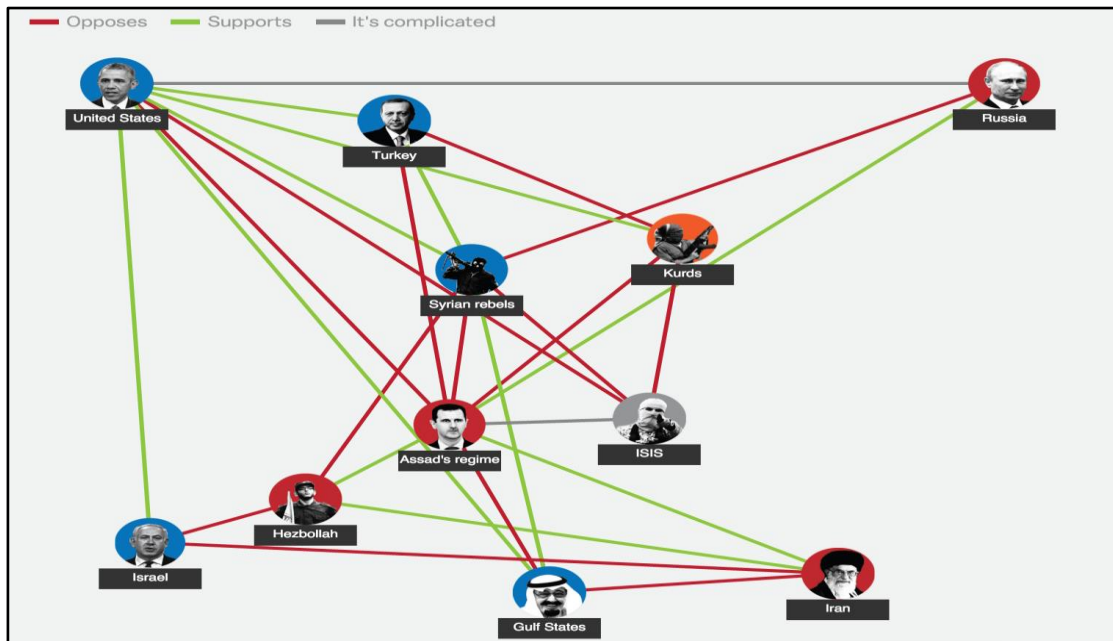 Opposes Supports It's complicated
United States
Russia
Turkey
Kurds
Syrian rebels
Assad's regime
ISIS
Hezbollah
Israel
Iran
Gulf States